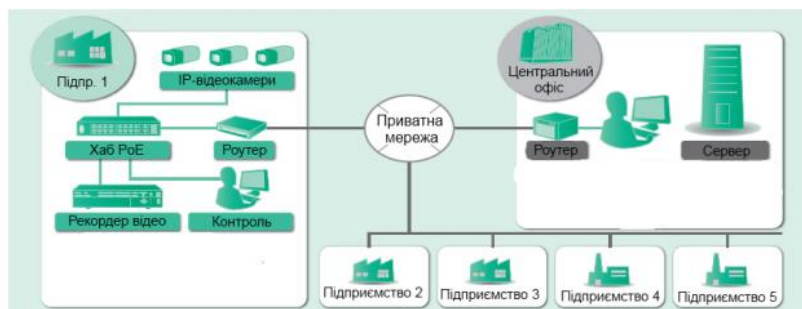 Підпр. 1
IP-відеокамери
Хаб PoE
Роутер
Рекордер відео
Контроль
Приватна
мережа
Центральний
офіс
Роутер
Сервер
Підприємство 2
Підприємство 3
Підприємство 4
Підприємство 5